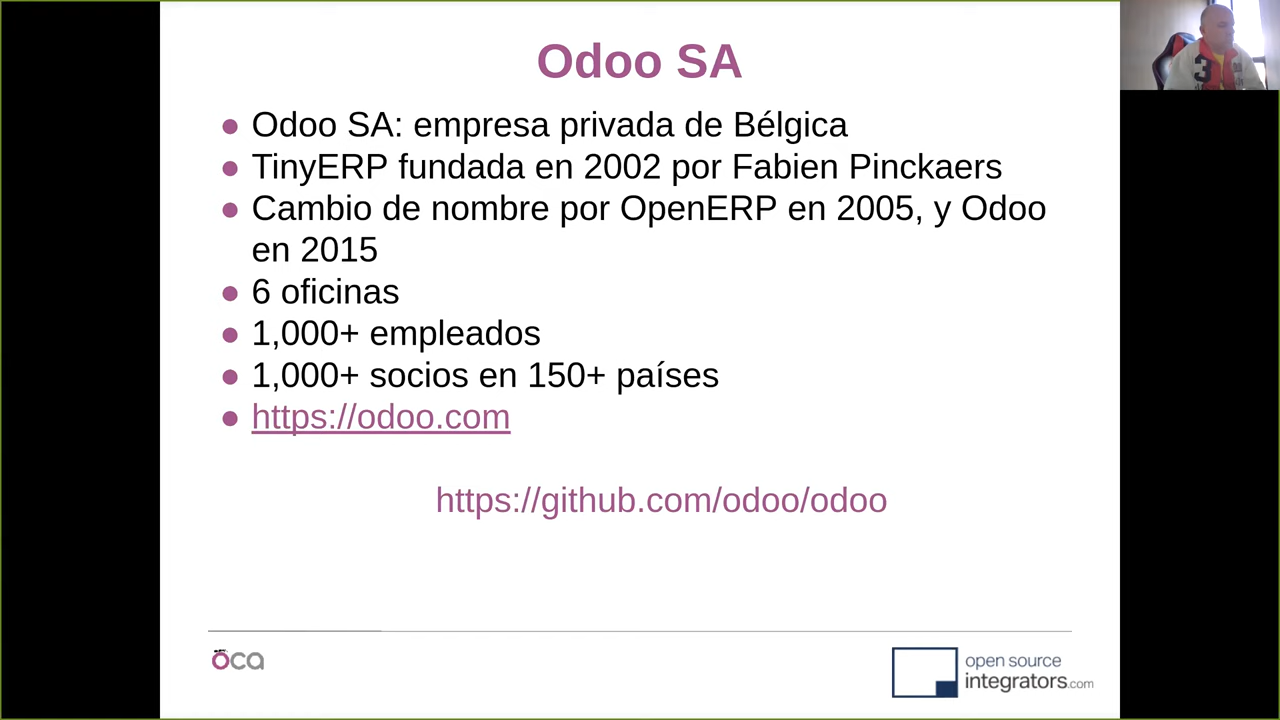 Odoo SA
Odoo SA: empresa privada de Bélgica
TinyERP fundada en 2002 por Fabien Pinckaers
Cambio de nombre por OpenERP en 2005, y Odoo
en 2015
6 oficinas
1,000+ empleados
1,000+ socios en 150+ países
https://odoo.com
https://github.com/odoo/odoo
oca
open source
integrators.com
3